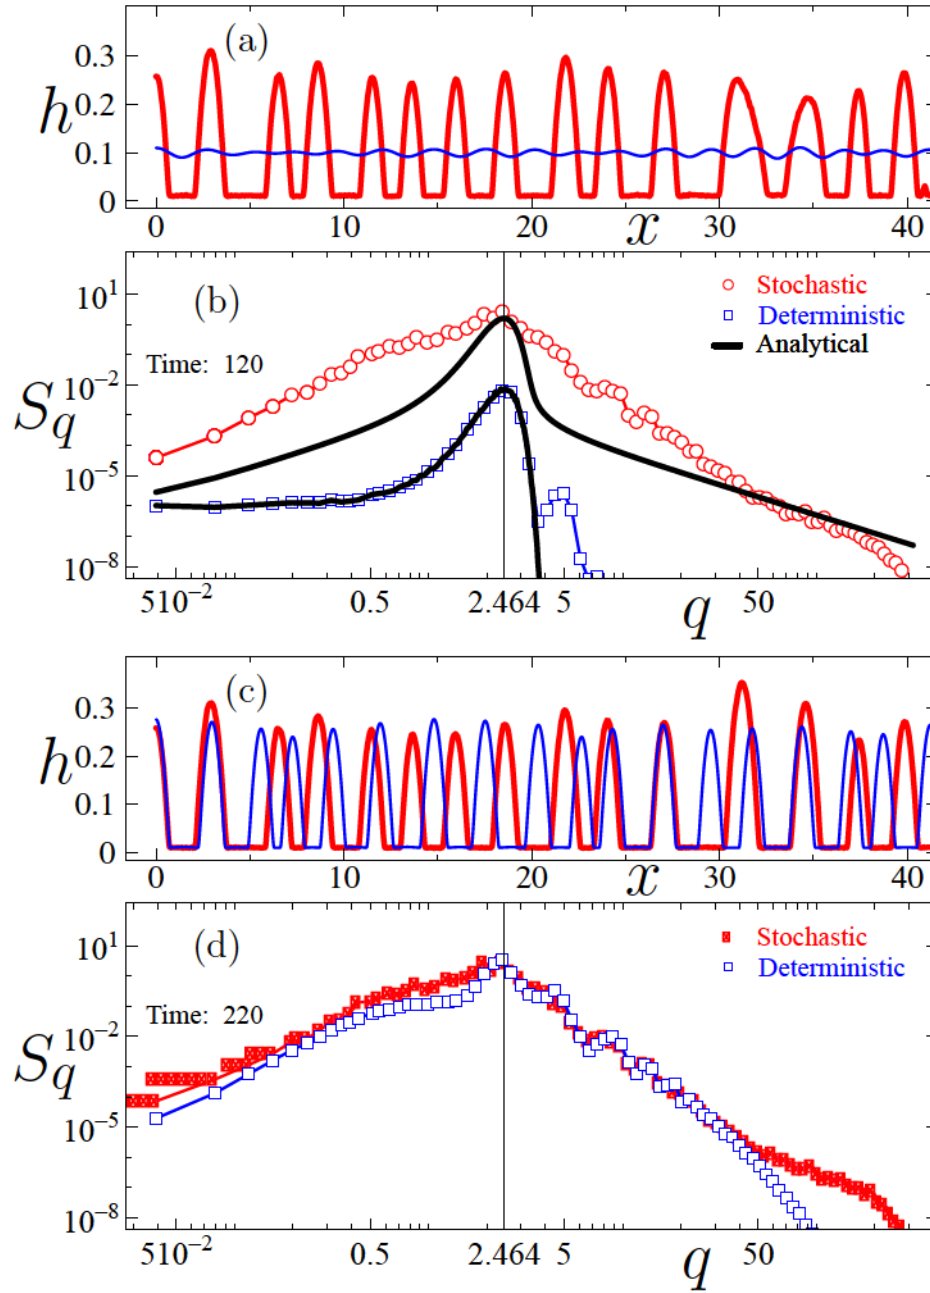 (a)
0.3
h
0.2
0.1
0
0 10 20 x 30 40
(b)
10^1
Stochastic
Deterministic
Analytical
Time: 120
10^-2
S_q
10^-5
10^-8
5 10^-2 0.5 2.464 5 q 50
(c)
0.3
h
0.2
0.1
0
0 10 20 x 30 40
(d)
10^1
Stochastic
Deterministic
Time: 220
10^-2
S_q
10^-5
10^-8
5 10^-2 0.5 2.464 5 q 50